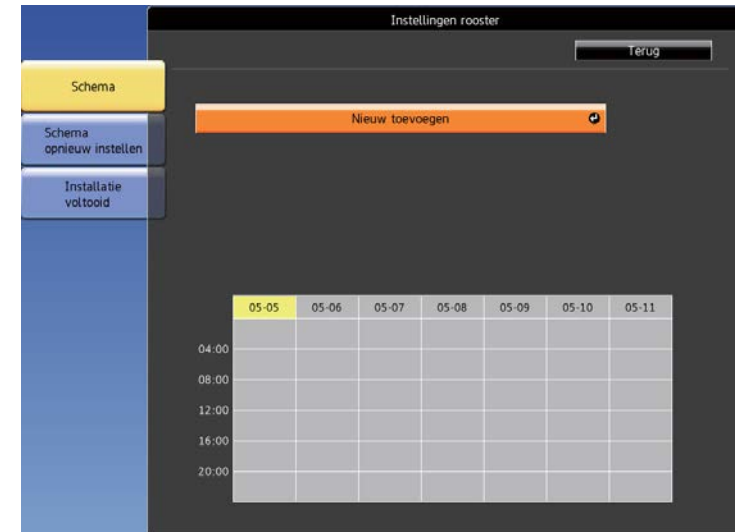 Instellingen rooster
Terug
Schema
Nieuw toevoegen
Schema
opnieuw instellen
Installatie
voltooid
05-05 05-06 05-07 05-08 05-09 05-10 05-11
04:00
08:00
12:00
16:00
20:00